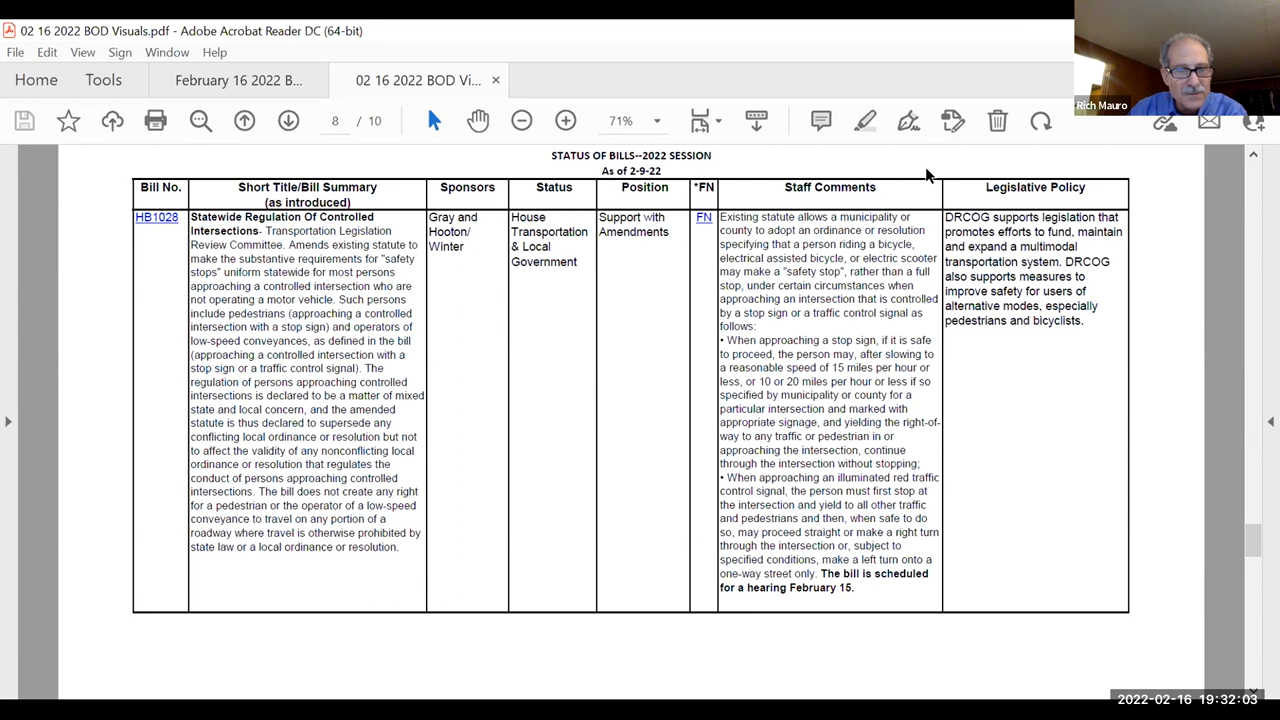 02 16 2022 BOD Visuals.pdf - Adobe Acrobat Reader DC (64-bit)
File Edit View Sign Window Help
Home Tools February 16 2022 B... 02 16 2022 BOD Vi... ×
8 / 10 71%
Rich Mauro
STATUS OF BILLS--2022 SESSION
As of 2-9-22
Bill No. Short Title/Bill Summary (as introduced) Sponsors Status Position *FN Staff Comments Legislative Policy
HB1028
Statewide Regulation Of Controlled
Intersections- Transportation Legislation
Review Committee. Amends existing statute to
make the substantive requirements for "safety
stops" uniform statewide for most persons
approaching a controlled intersection who are
not operating a motor vehicle. Such persons
include pedestrians (approaching a controlled
intersection with a stop sign) and operators of
low-speed conveyances, as defined in the bill
(approaching a controlled intersection with a
stop sign or a traffic control signal). The
regulation of persons approaching controlled
intersections is declared to be a matter of mixed
state and local concern, and the amended
statute is thus declared to supersede any
conflicting local ordinance or resolution but not
to affect the validity of any nonconflicting local
ordinance or resolution that regulates the
conduct of persons approaching controlled
intersections. The bill does not create any right
for a pedestrian or the operator of a low-speed
conveyance to travel on any portion of a
roadway where travel is otherwise prohibited by
state law or a local ordinance or resolution.
Gray and
Hooton/
Winter
House
Transportation
& Local
Government
Support with
Amendments
FN
Existing statute allows a municipality or
county to adopt an ordinance or resolution
specifying that a person riding a bicycle,
electrical assisted bicycle, or electric scooter
may make a "safety stop", rather than a full
stop, under certain circumstances when
approaching an intersection that is controlled
by a stop sign or a traffic control signal as
follows:
• When approaching a stop sign, if it is safe
to proceed, the person may, after slowing to
a reasonable speed of 15 miles per hour or
less, or 10 or 20 miles per hour or less if so
specified by municipality or county for a
particular intersection and marked with
appropriate signage, and yielding the right-of-
way to any traffic or pedestrian in or
approaching the intersection, continue
through the intersection without stopping;
• When approaching an illuminated red traffic
control signal, the person must first stop at
the intersection and yield to all other traffic
and pedestrians and then, when safe to do
so, may proceed straight or make a right turn
through the intersection or, subject to
specified conditions, make a left turn onto a
one-way street only. The bill is scheduled
for a hearing February 15.
DRCOG supports legislation that
promotes efforts to fund, maintain
and expand a multimodal
transportation system. DRCOG
also supports measures to
improve safety for users of
alternative modes, especially
pedestrians and bicyclists.
2022-02-16 19:32:03